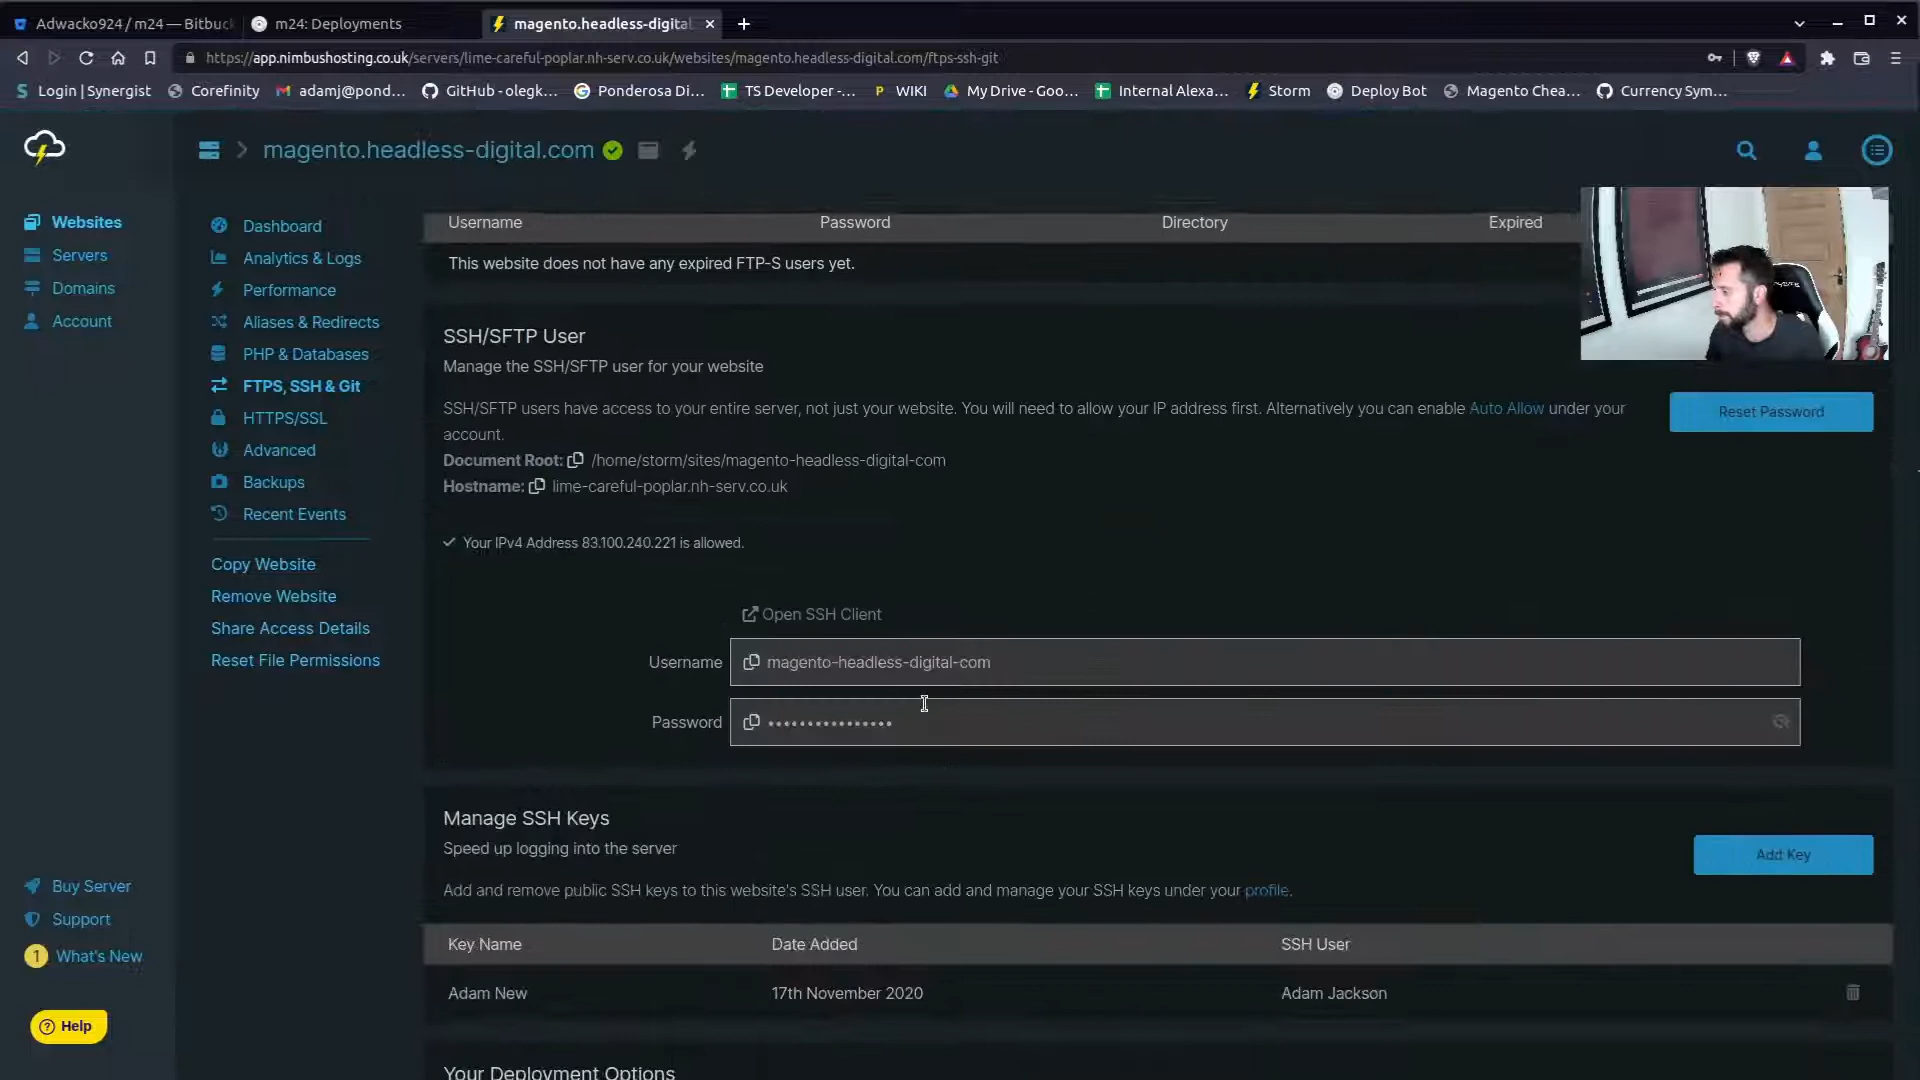 Adwacko924 / m24 — Bitbuc
m24: Deployments
magento.headless-digital
https://app.nimbushosting.co.uk/servers/lime-careful-poplar.nh-serv.co.uk/websites/magento.headless-digital.com/ftps-ssh-git
Login | Synergist
Corefinity
adamj@pond...
GitHub - olegk...
Ponderosa Di...
TS Developer -...
WIKI
My Drive - Goo...
Internal Alexa...
Storm
Deploy Bot
Magento Chea...
Currency Sym...
magento.headless-digital.com
Websites
Servers
Domains
Account
Dashboard
Analytics & Logs
Performance
Aliases & Redirects
PHP & Databases
FTPS, SSH & Git
HTTPS/SSL
Advanced
Backups
Recent Events
Copy Website
Remove Website
Share Access Details
Reset File Permissions
Username Password Directory Expired
This website does not have any expired FTP-S users yet.
SSH/SFTP User
Manage the SSH/SFTP user for your website
SSH/SFTP users have access to your entire server, not just your website. You will need to allow your IP address first. Alternatively you can enable Auto Allow under your
account.
Reset Password
Document Root: /home/storm/sites/magento-headless-digital-com
Hostname: lime-careful-poplar.nh-serv.co.uk
Your IPv4 Address 83.100.240.221 is allowed.
Open SSH Client
Username magento-headless-digital-com
Password ••••••••••••••••
Manage SSH Keys
Speed up logging into the server
Add Key
Add and remove public SSH keys to this website's SSH user. You can add and manage your SSH keys under your profile.
Key Name Date Added SSH User
Adam New 17th November 2020 Adam Jackson
Your Deployment Options
Buy Server
Support
1 What's New
Help